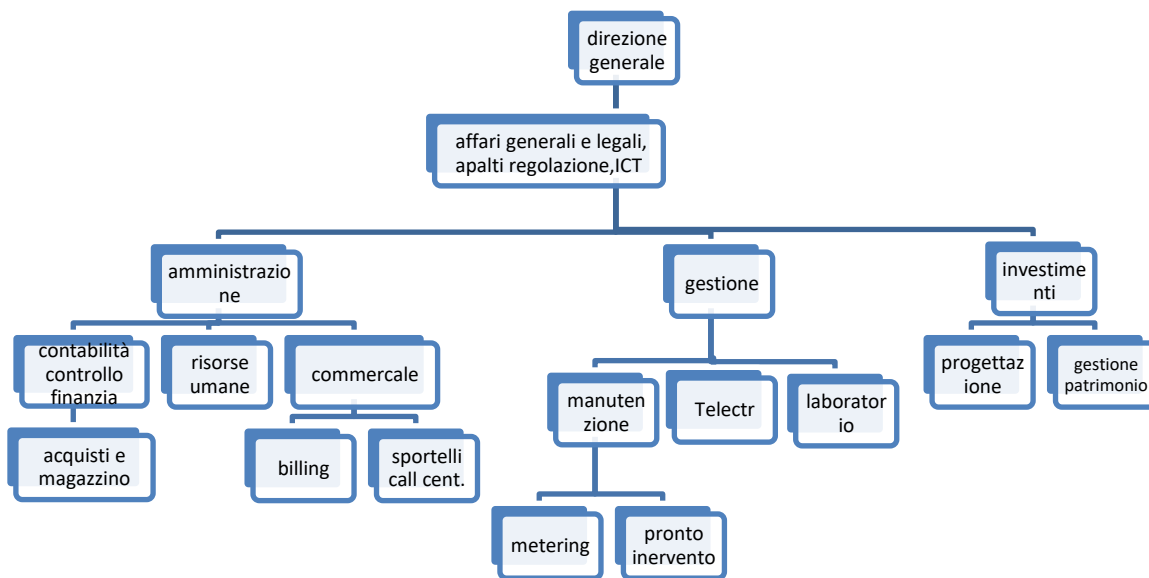 direzione
generale
affari generali e legali,
apalti regolazione,ICT
amministrazio
ne
gestione
investime
nti
contabilità
controllo
finanzia
risorse
umane
commercale
manuten
zione
Telectr
laborator
io
progettaz
ione
gestione
patrimonio
acquisti e
magazzino
billing
sportelli
call cent.
metering
pronto
inervento